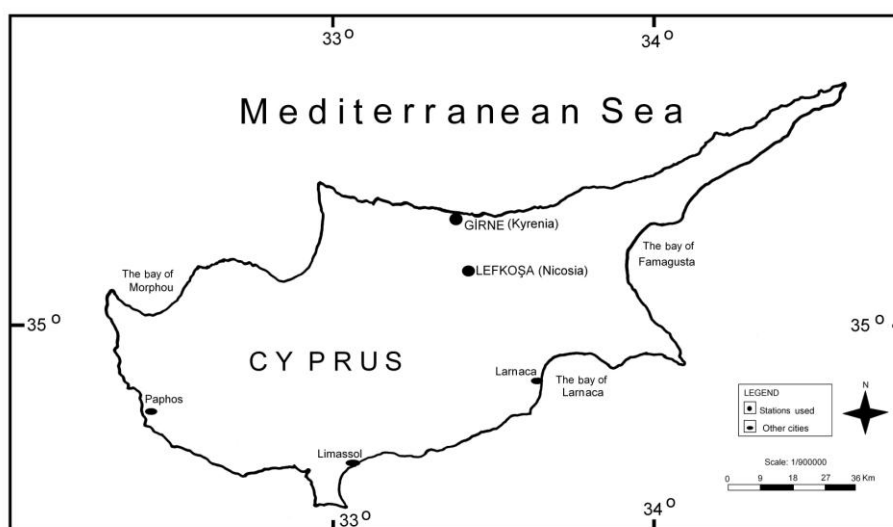 33 o
34 o
Mediterranean Sea
GİRNE (Kyrenia)
The bay of
Famagusta
LEFKOŞA (Nicosia)
The bay of
Morphou
35 o
35 o
CYPRUS
Larnaca
The bay of
Larnaca
Paphos
Limassol
LEGEND
Stations used
Other cities
N
Scale: 1/900000
0 9 18 27 36 Km
33 o
34 o